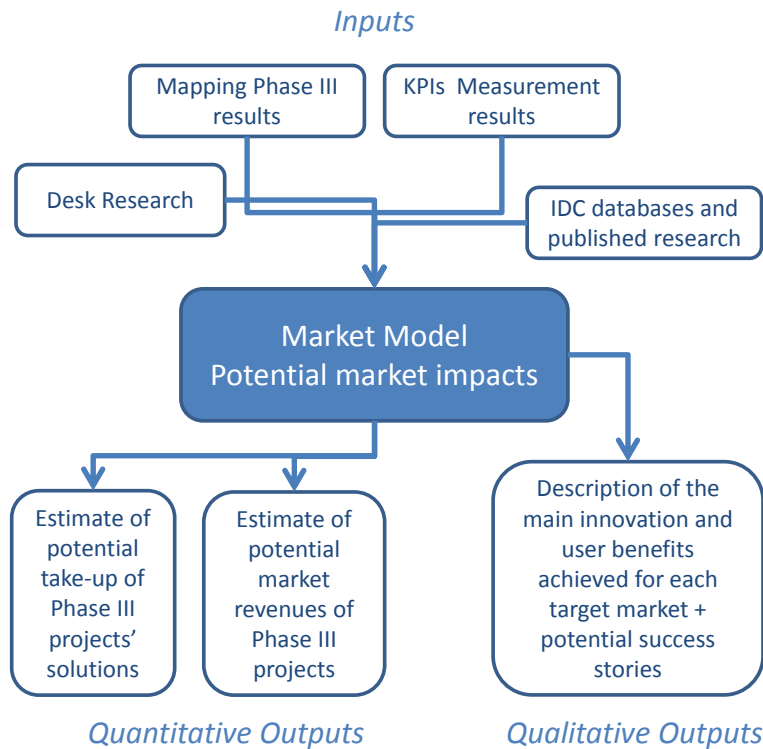 Inputs
Mapping Phase III
results
KPIs  Measurement
results
Desk Research
IDC databases and
published research
Market Model
Potential market impacts
Estimate of
potential
take-up of
Phase III
projects’
solutions
Estimate of
potential
market
revenues of
Phase III
projects
Description of the
main innovation and
user benefits
achieved for each
target market +
potential success
stories
Quantitative Outputs
Qualitative Outputs